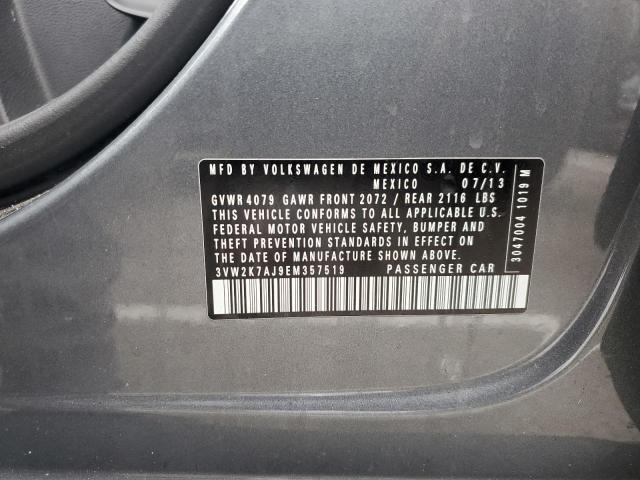 MFD BY VOLKSWAGEN DE MEXICO S.A. DE C.V.
MEXICO 07/13
GVWR 4079 GAWR FRONT 2072 / REAR 2116 LBS
THIS VEHICLE CONFORMS TO ALL APPLICABLE U.S.
FEDERAL MOTOR VEHICLE SAFETY, BUMPER AND
THEFT PREVENTION STANDARDS IN EFFECT ON
THE DATE OF MANUFACTURE SHOWN ABOVE.
3VW2K7AJ9EM357519 PASSENGER CAR
3047004 1019 M